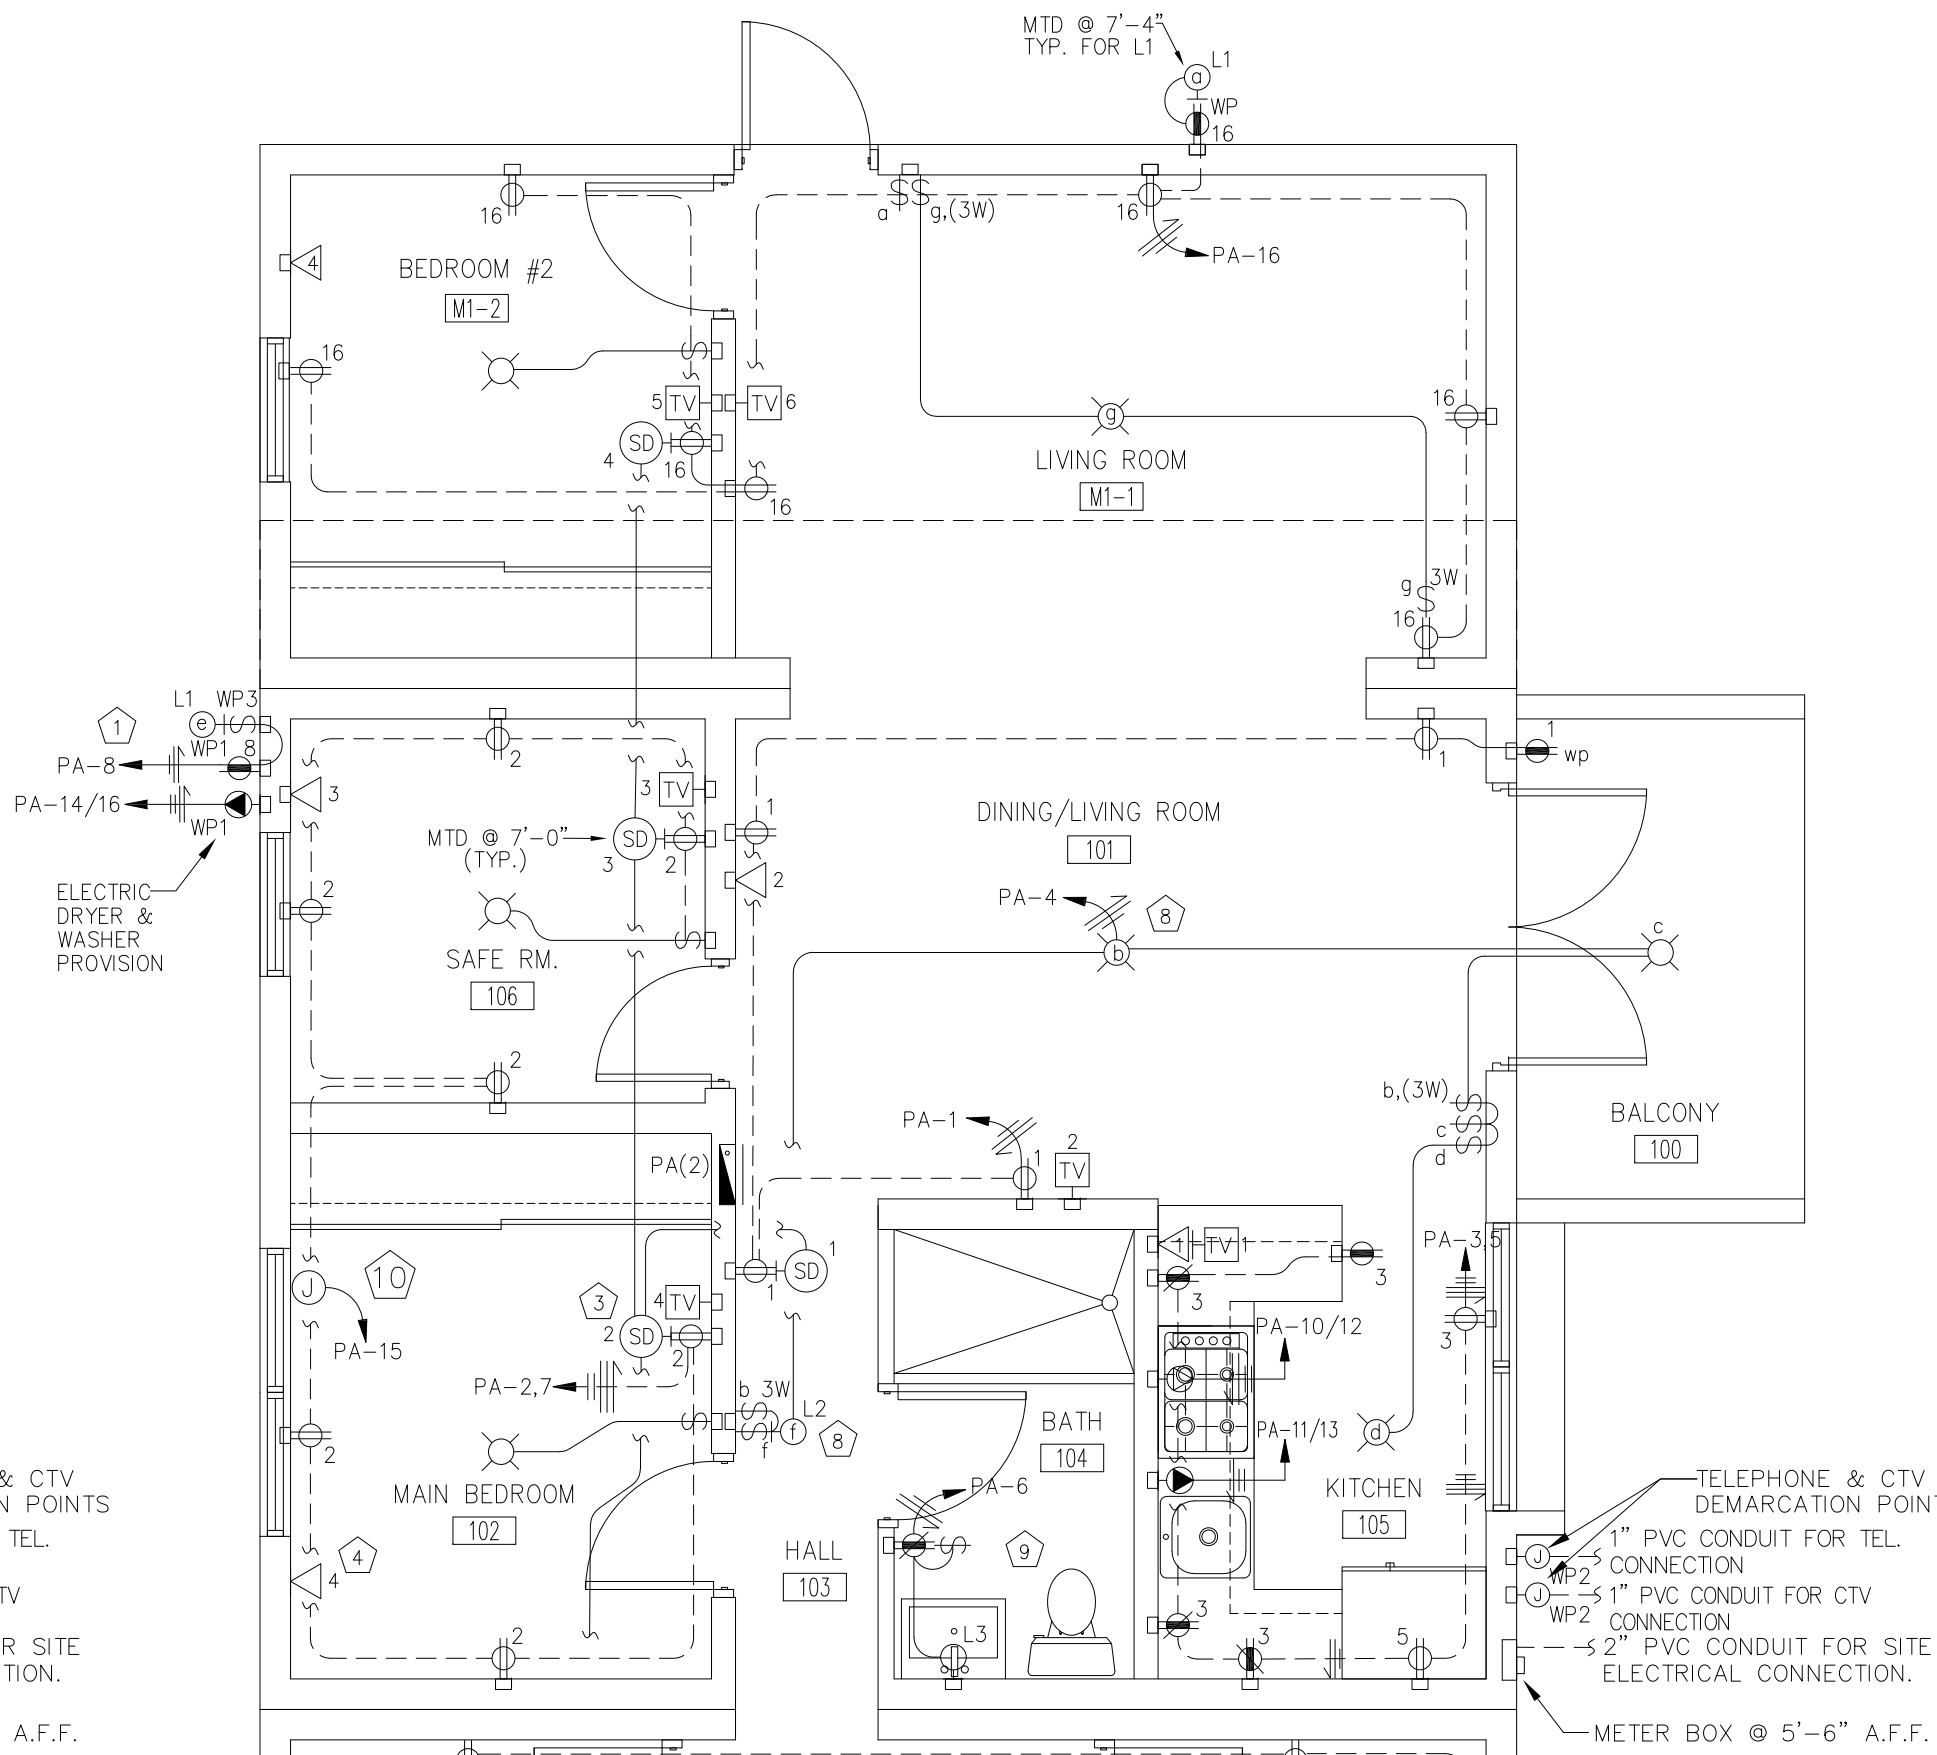 MTD @ 7'-4"
TYP. FOR L1
L1
a
WP
16
16
a
g,(3W)
16
PA-16
4
BEDROOM #2
M1-2
16
5 TV
TV 6
g
16
SD
4
16
LIVING ROOM
M1-1
16
g
3W
16
L1 WP3
1
e
WP1 8
PA-8
2
1
1
wp
3
3 TV
PA-14/16
WP1
DINING/LIVING ROOM
101
1
MTD @ 7'-0"
(TYP.)
SD
3
2
2
ELECTRIC
DRYER &
WASHER
PROVISION
2
PA-4
8
c
b
SAFE RM.
106
2
b,(3W)
c
d
BALCONY
100
PA-1
1
2
TV
PA(2)
1
SD
1
1
TV 1
PA-3,5
3
3
3
J
10
PA-15
3
4 TV
2 SD
2
PA-10/12
PA-2,7
b 3W
L2
f
f
8
BATH
104
d
PA-11/13
2
MAIN BEDROOM
102
PA-6
KITCHEN
105
& CTV
N POINTS
TEL.
TELEPHONE & CTV
DEMARCATION POIN
1" PVC CONDUIT FOR TEL.
CONNECTION
J
WP2
4
4
HALL
103
9
1" PVC CONDUIT FOR CTV
CONNECTION
J
WP2
TV
3
2
L3
3
5
R SITE
TION.
2" PVC CONDUIT FOR SITE
ELECTRICAL CONNECTION.
A.F.F.
METER BOX @ 5'-6" A.F.F.